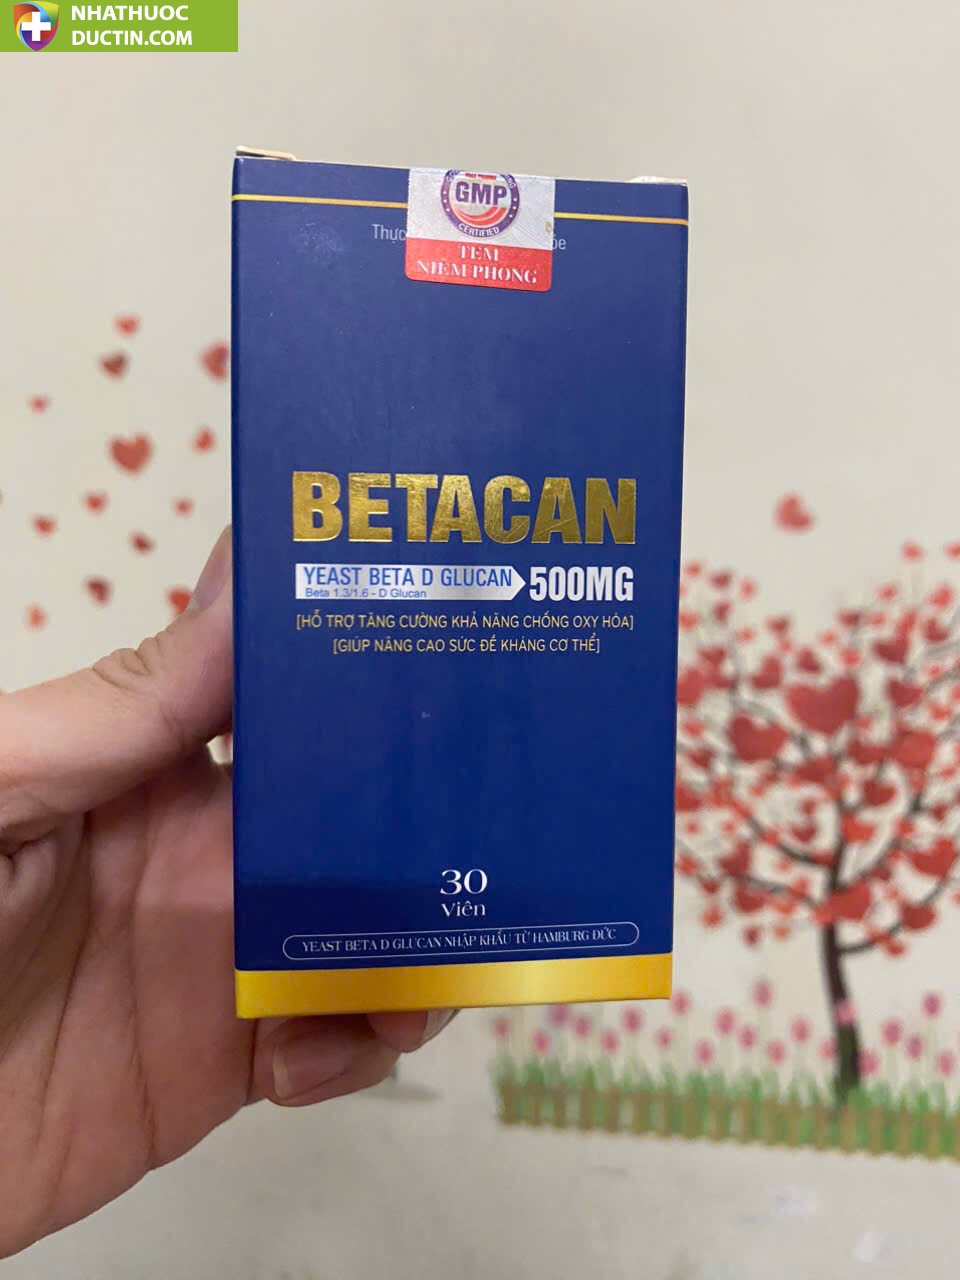 NHATHUOC
DUCTIN.COM
GMP
CERTIFIED
TEM
NIÊM PHONG
BETACAN
YEAST BETA D GLUCAN
Beta 1.3/1.6 - D Glucan
500MG
[HỖ TRỢ TĂNG CƯỜNG KHẢ NĂNG CHỐNG OXY HÓA]
[GIÚP NÂNG CAO SỨC ĐỀ KHÁNG CƠ THỂ]
30
Viên
YEAST BETA D GLUCAN NHẬP KHẨU TỪ HAMBURG ĐỨC